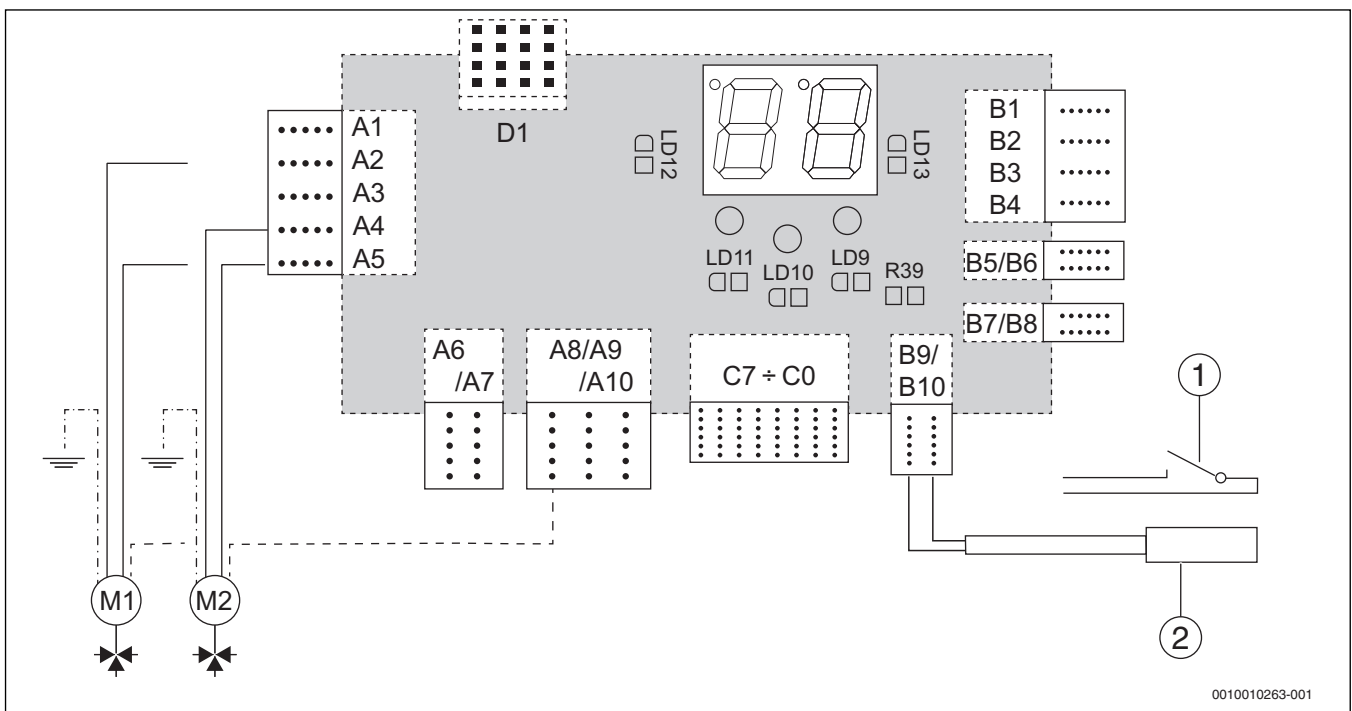 D1
A1
A2
A3
A4
A5
LD12
LD13
B1
B2
B3
B4
LD11
LD10
LD9
R39
B5/B6
B7/B8
A6
/A7
A8/A9
/A10
C7 ÷ C0
B9/
B10
1
M1
M2
2
0010010263-001